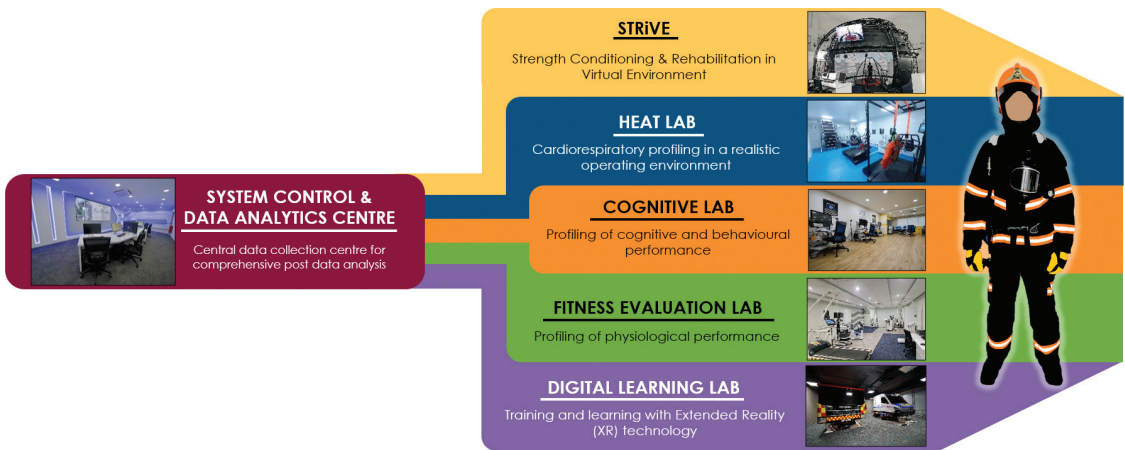 STRiVE
Strength Conditioning & Rehabilitation in
Virtual Environment
HEAT LAB
Cardiorespiratory profiling in a realistic
operating environment
SYSTEM CONTROL &
DATA ANALYTICS CENTRE
Central data collection centre for
comprehensive post data analysis
COGNITIVE LAB
Profiling of cognitive and behavioural
performance
FITNESS EVALUATION LAB
Profiling of physiological performance
DIGITAL LEARNING LAB
Training and learning with Extended Reality
(XR) technology